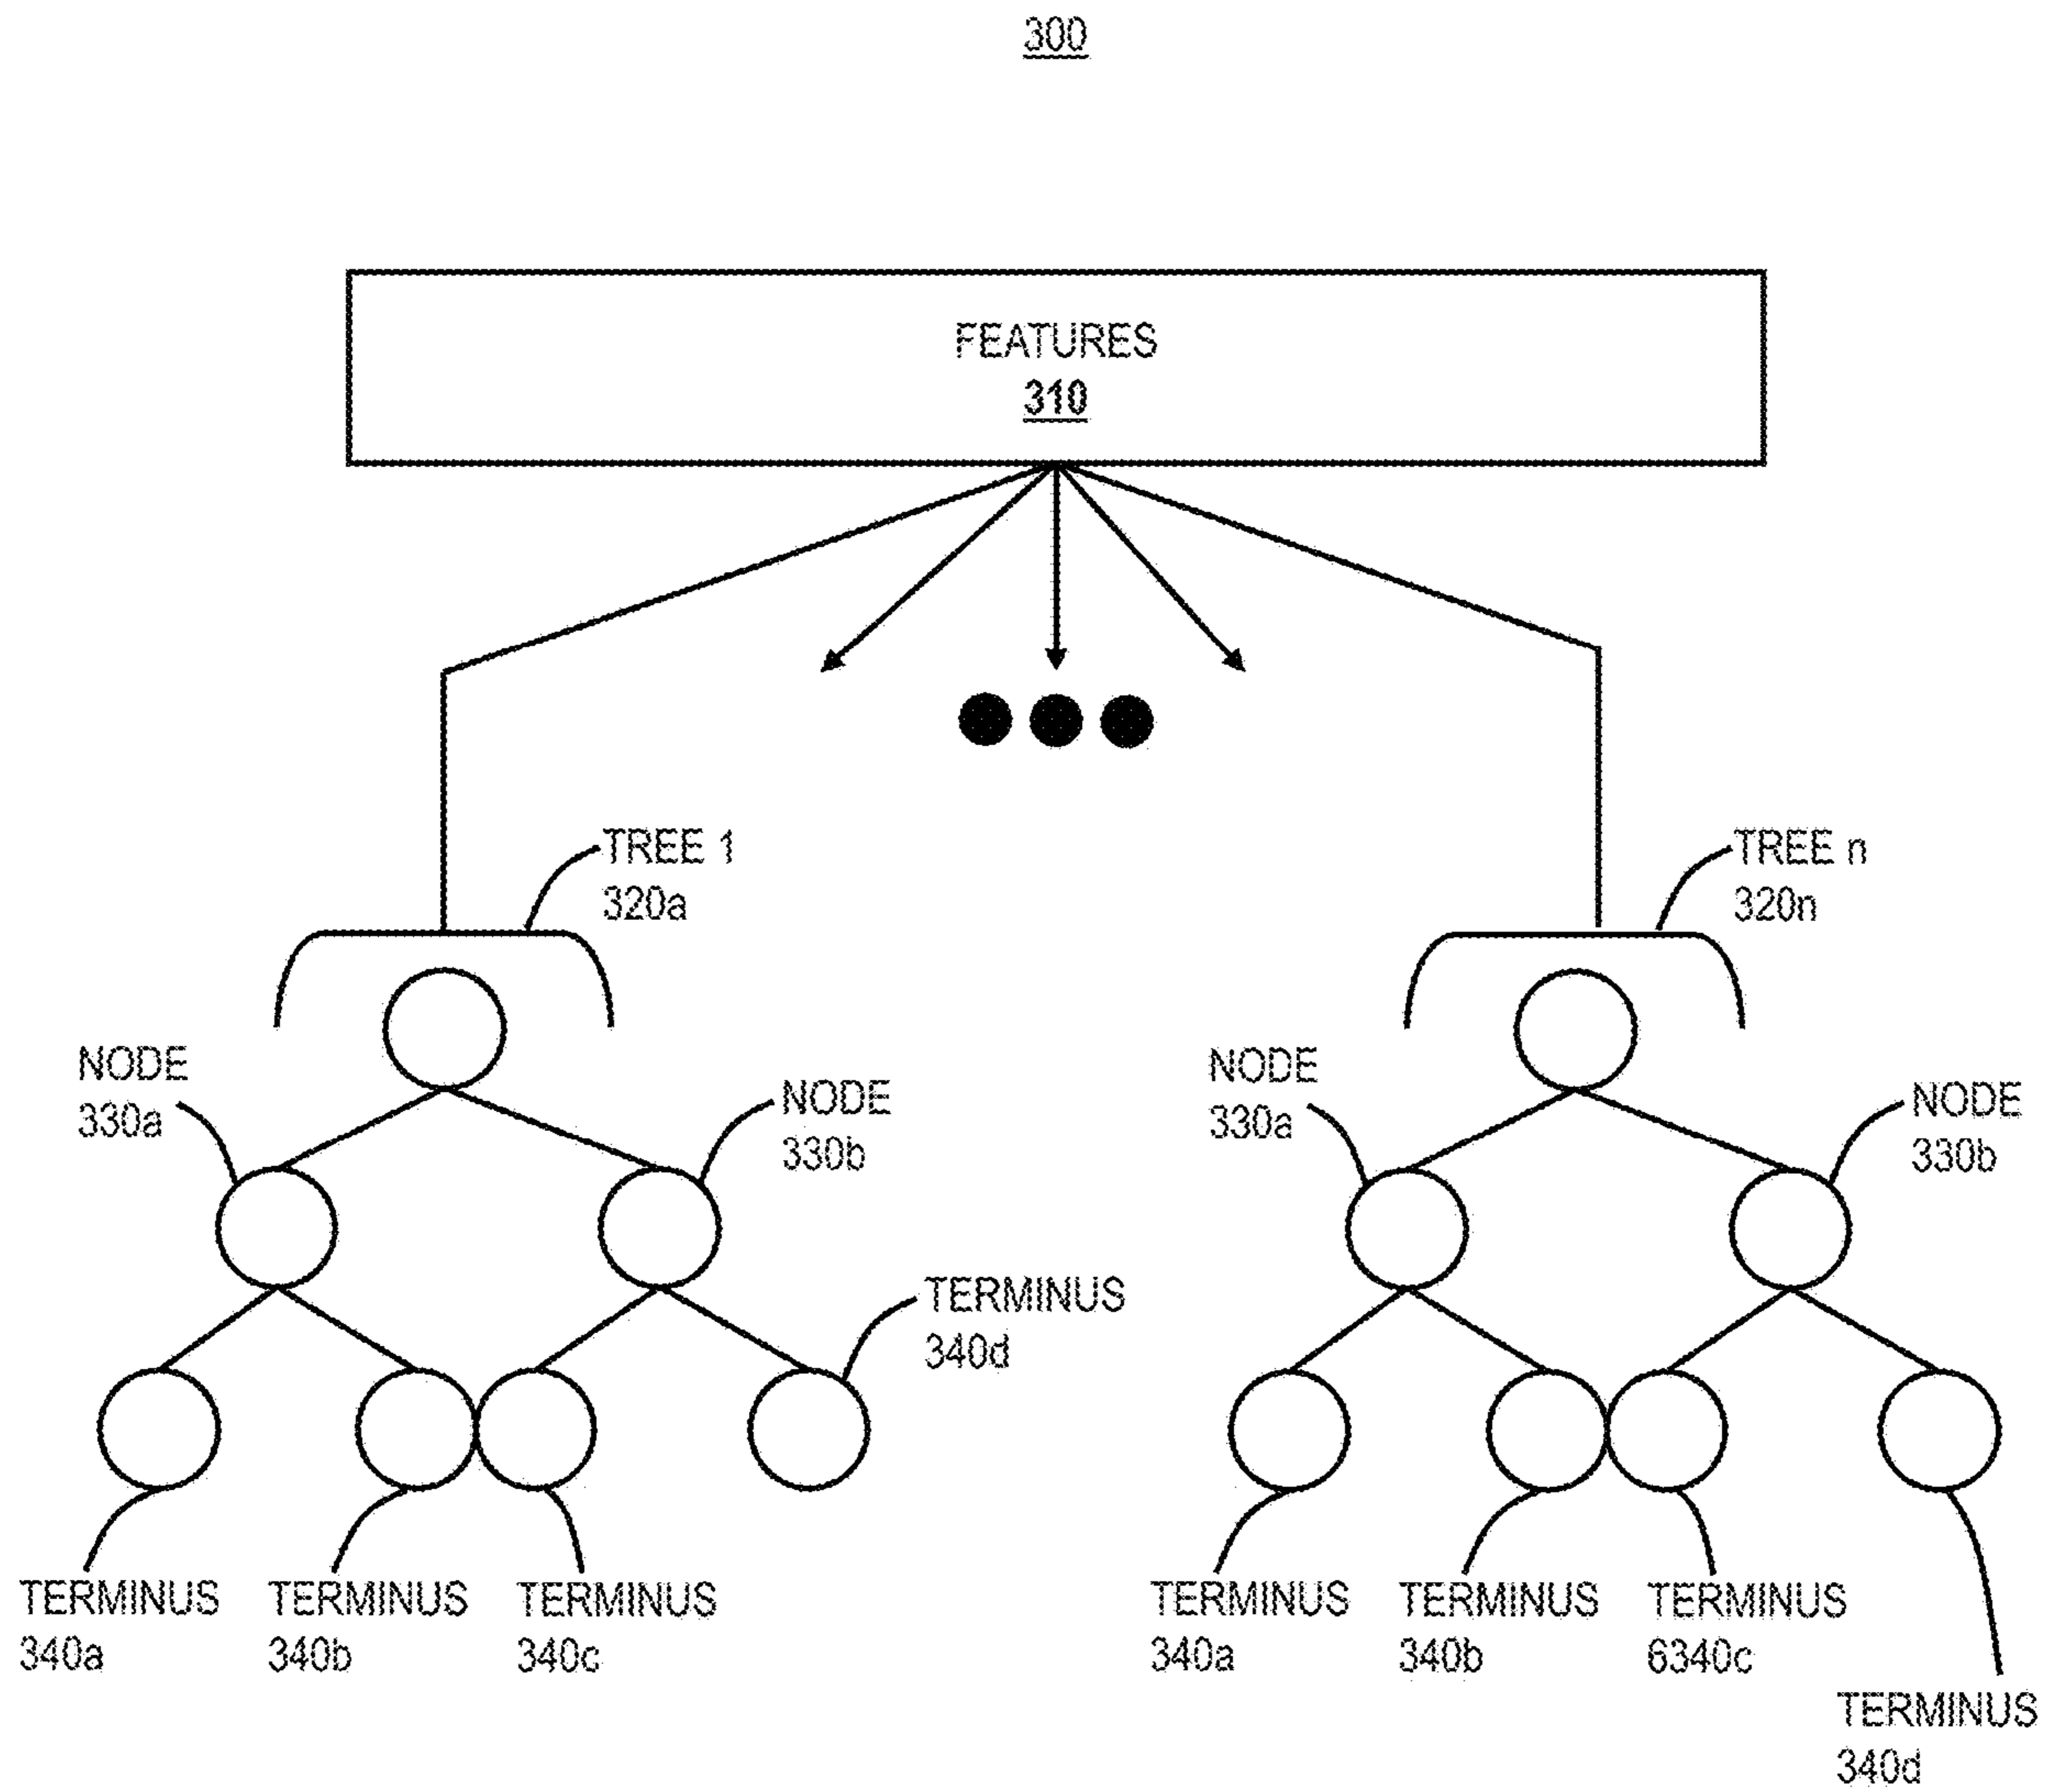 300
FEATURES
310
TREE 1
320a
TREE n
320n
NODE
330a
NODE
330b
NODE
330a
NODE
330b
TERMINUS
340d
TERMINUS
340a
TERMINUS
340b
TERMINUS
340c
TERMINUS
340a
TERMINUS
340b
TERMINUS
6340c
TERMINUS
340d